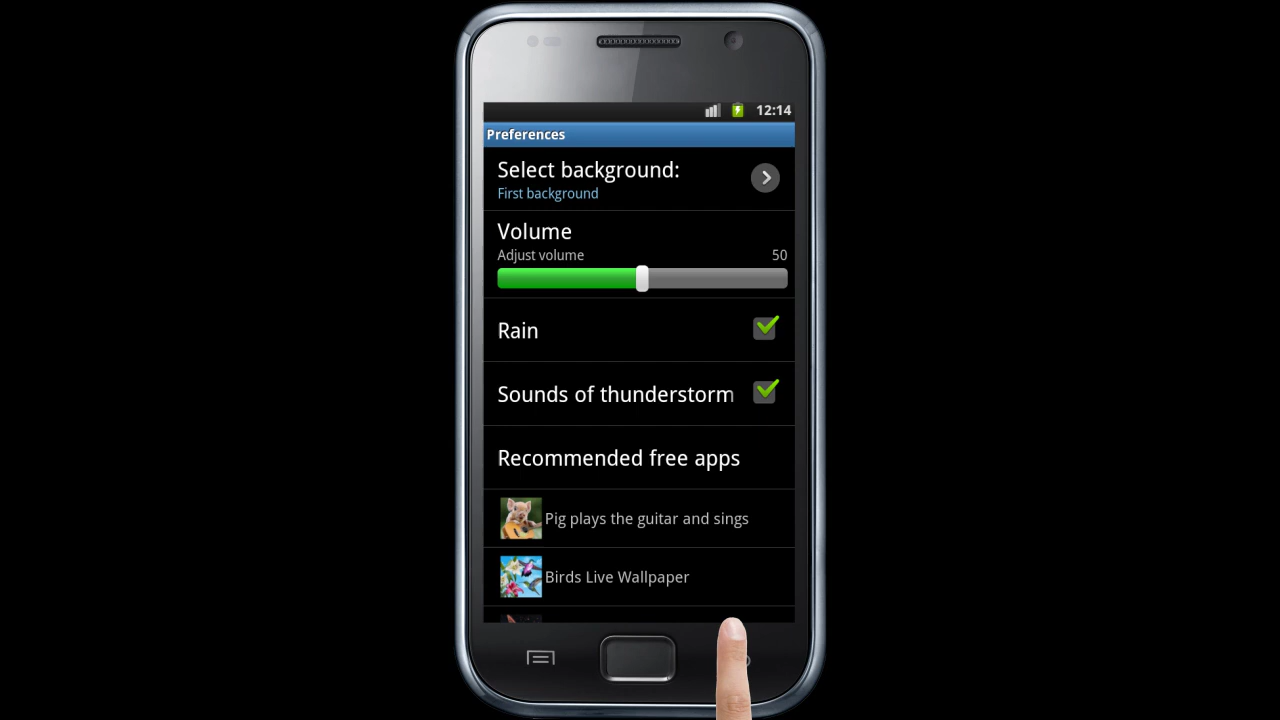 12:14
Preferences
Select background:
First background
Volume
Adjust volume 50
Rain
Sounds of thunderstorm
Recommended free apps
Pig plays the guitar and sings
Birds Live Wallpaper